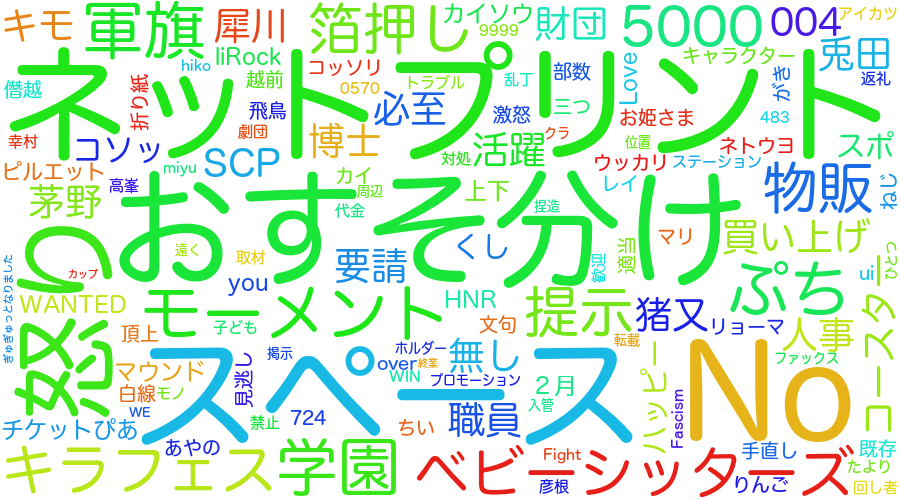 キモ 軍旗 犀川 箔押し カイソウ 9999 財団 5000 004 アイカツ
liRock hiko 越前 コッソリ 0570 トラブル 乱丁 部数 Love キャラクター がき 兎田 返礼
僭越 折り紙 ネットプリント
幸村 コソッ 飛鳥 劇団 博士 必至 激怒 三つ お姫さま 483
ピルエット 高峯 miyu SCP カイ 対処 活躍 クラ ウッカリ 位置 ステーション ネトウヨ スポ
茅野 おすそ分け 周辺 代金 上下 捏造 レイ 物販 ねじ
怒り 遠く 取材 要請 くし 歓迎 適当 マリ 買い上げ ひとっ
ぎゅぎゅっとなりました カップ you HNR ぷち ui
WANTED モーメント 子ども 文句 提示 猪又 リョーマ 人事 コースター
頂上 マウンド 白線 モノ WE 見逃し 掲示 over ホルダー 終業 WIN プロモーション 無し 転載 ファックス
スペース No
チケットぴあ 禁止 724 ちい 職員 2月 入管 ハッピー Fascism 手直し 既存
あやの たより
キラフェス 学園 ベビーシッターズ Fight 彦根 りんご 回し者